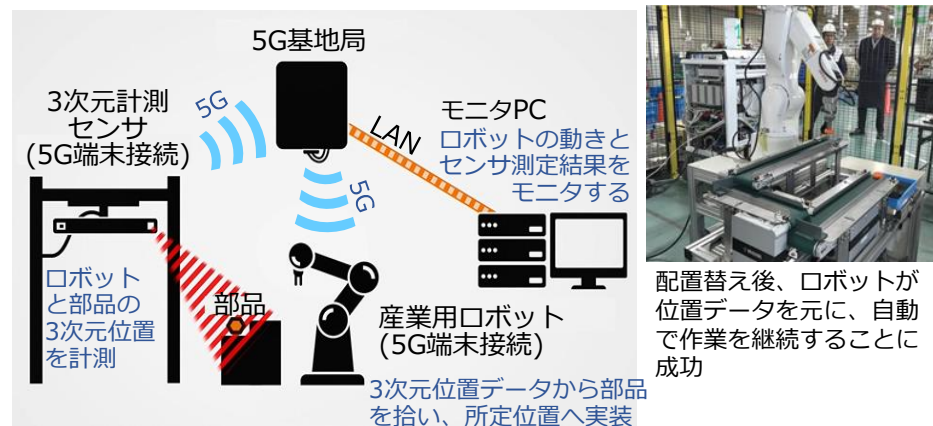 5G基地局
5G
3次元計測
センサ
(5G端末接続)
LAN
モニタPC
ロボットの動きと
センサ測定結果を
モニタする
5G
ロボット
と部品の
3次元位置
を計測
部品
産業用ロボット
(5G端末接続)
3次元位置データから部品
を拾い、所定位置へ実装
配置替え後、ロボットが
位置データを元に、自動
で作業を継続することに
成功